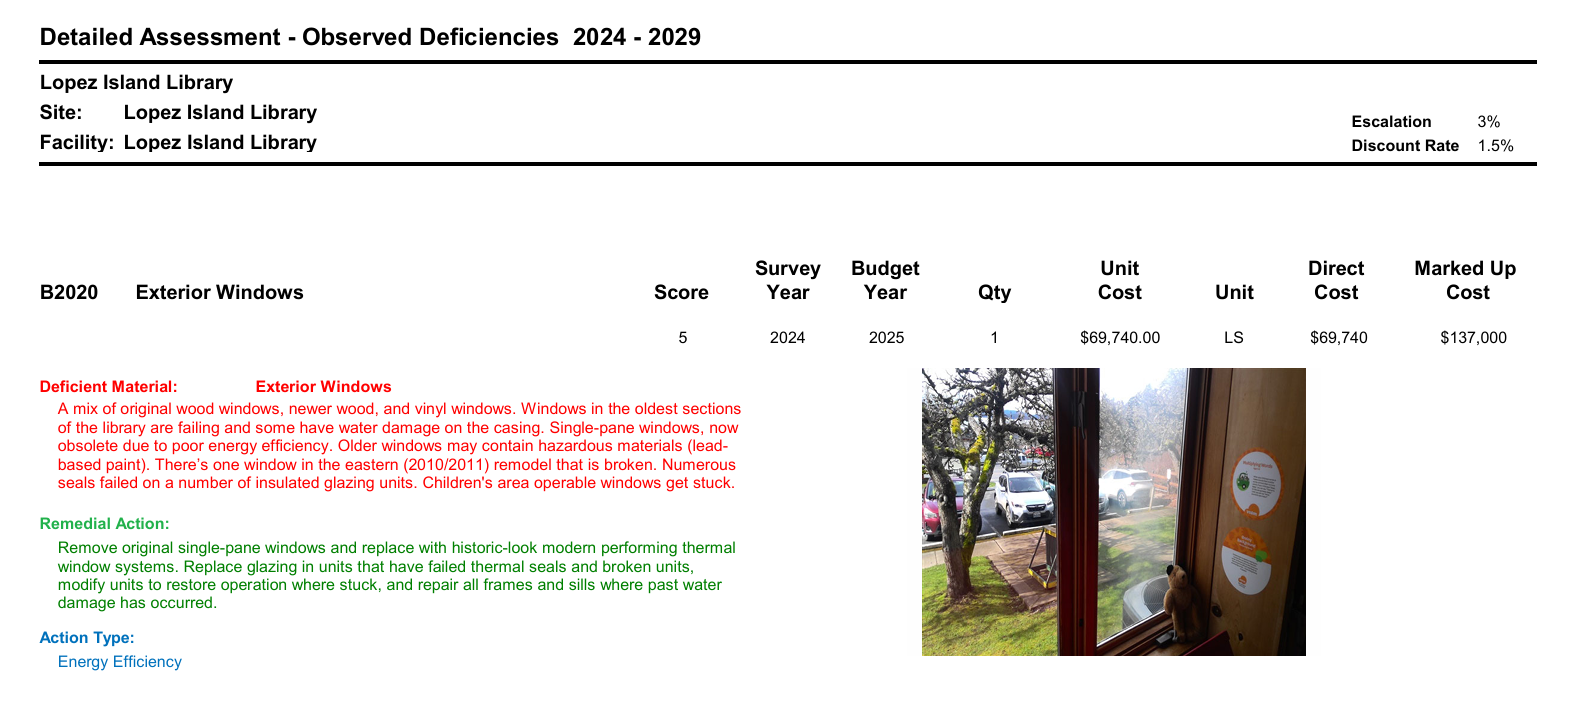 Detailed Assessment - Observed Deficiencies 2024 - 2029
Lopez Island Library
Site: Lopez Island Library
Facility: Lopez Island Library
Escalation 3%
Discount Rate 1.5%
B2020 Exterior Windows Score Survey Year Budget Year Qty Unit Cost Unit Direct Cost Marked Up Cost
5 2024 2025 1 $69,740.00 LS $69,740 $137,000
Deficient Material: Exterior Windows
A mix of original wood windows, newer wood, and vinyl windows. Windows in the oldest sections
of the library are failing and some have water damage on the casing. Single-pane windows, now
obsolete due to poor energy efficiency. Older windows may contain hazardous materials (lead-
based paint). There's one window in the eastern (2010/2011) remodel that is broken. Numerous
seals failed on a number of insulated glazing units. Children's area operable windows get stuck.
Remedial Action:
Remove original single-pane windows and replace with historic-look modern performing thermal
window systems. Replace glazing in units that have failed thermal seals and broken units,
modify units to restore operation where stuck, and repair all frames and sills where past water
damage has occurred.
Action Type:
Energy Efficiency